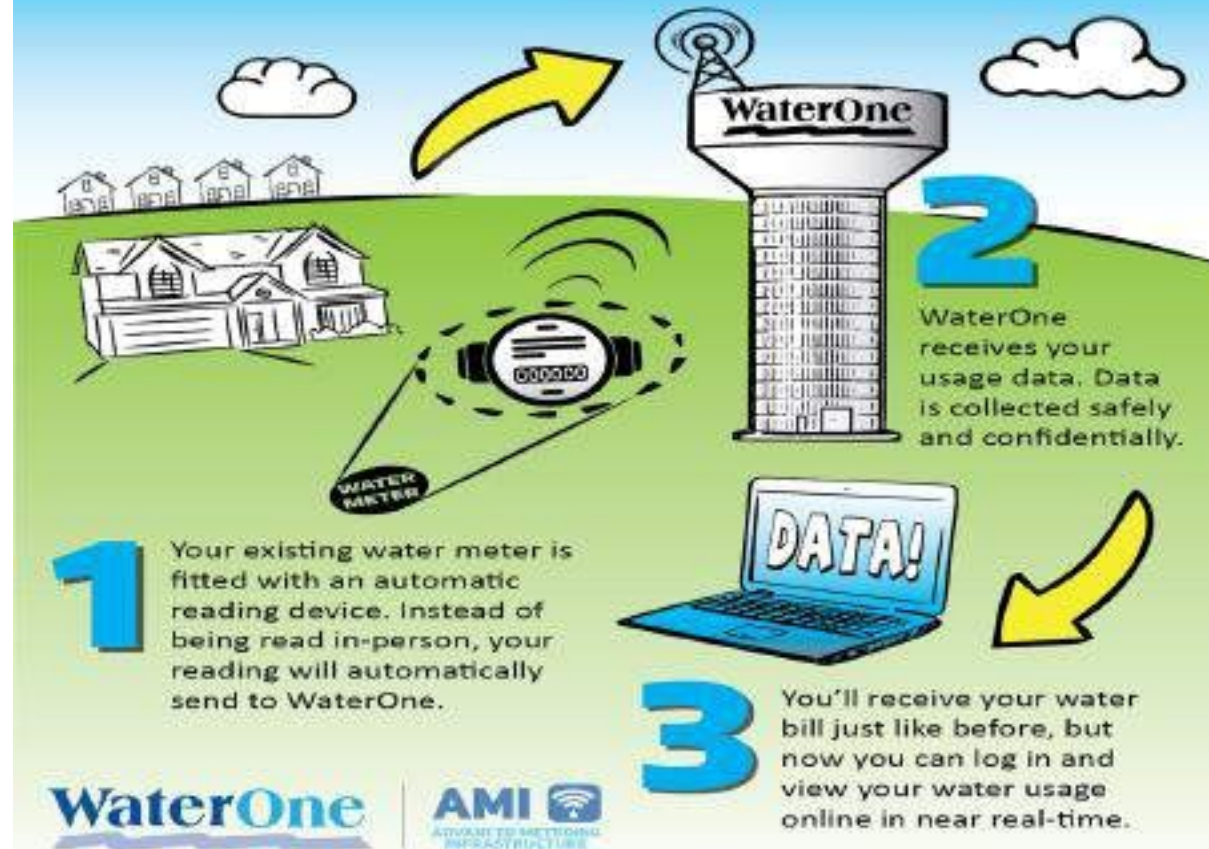 WaterOne
2
WaterOne
receives your
usage data. Data
is collected safely
and confidentially.
WATER
METER
1
Your existing water meter is
fitted with an automatic
reading device. Instead of
being read in-person, your
reading will automatically
send to WaterOne.
DATA!
3
You'll receive your water
bill just like before, but
now you can log in and
view your water usage
online in near real-time.
WaterOne
AMI
ADVANCED METERING
INFRASTRUCTURE